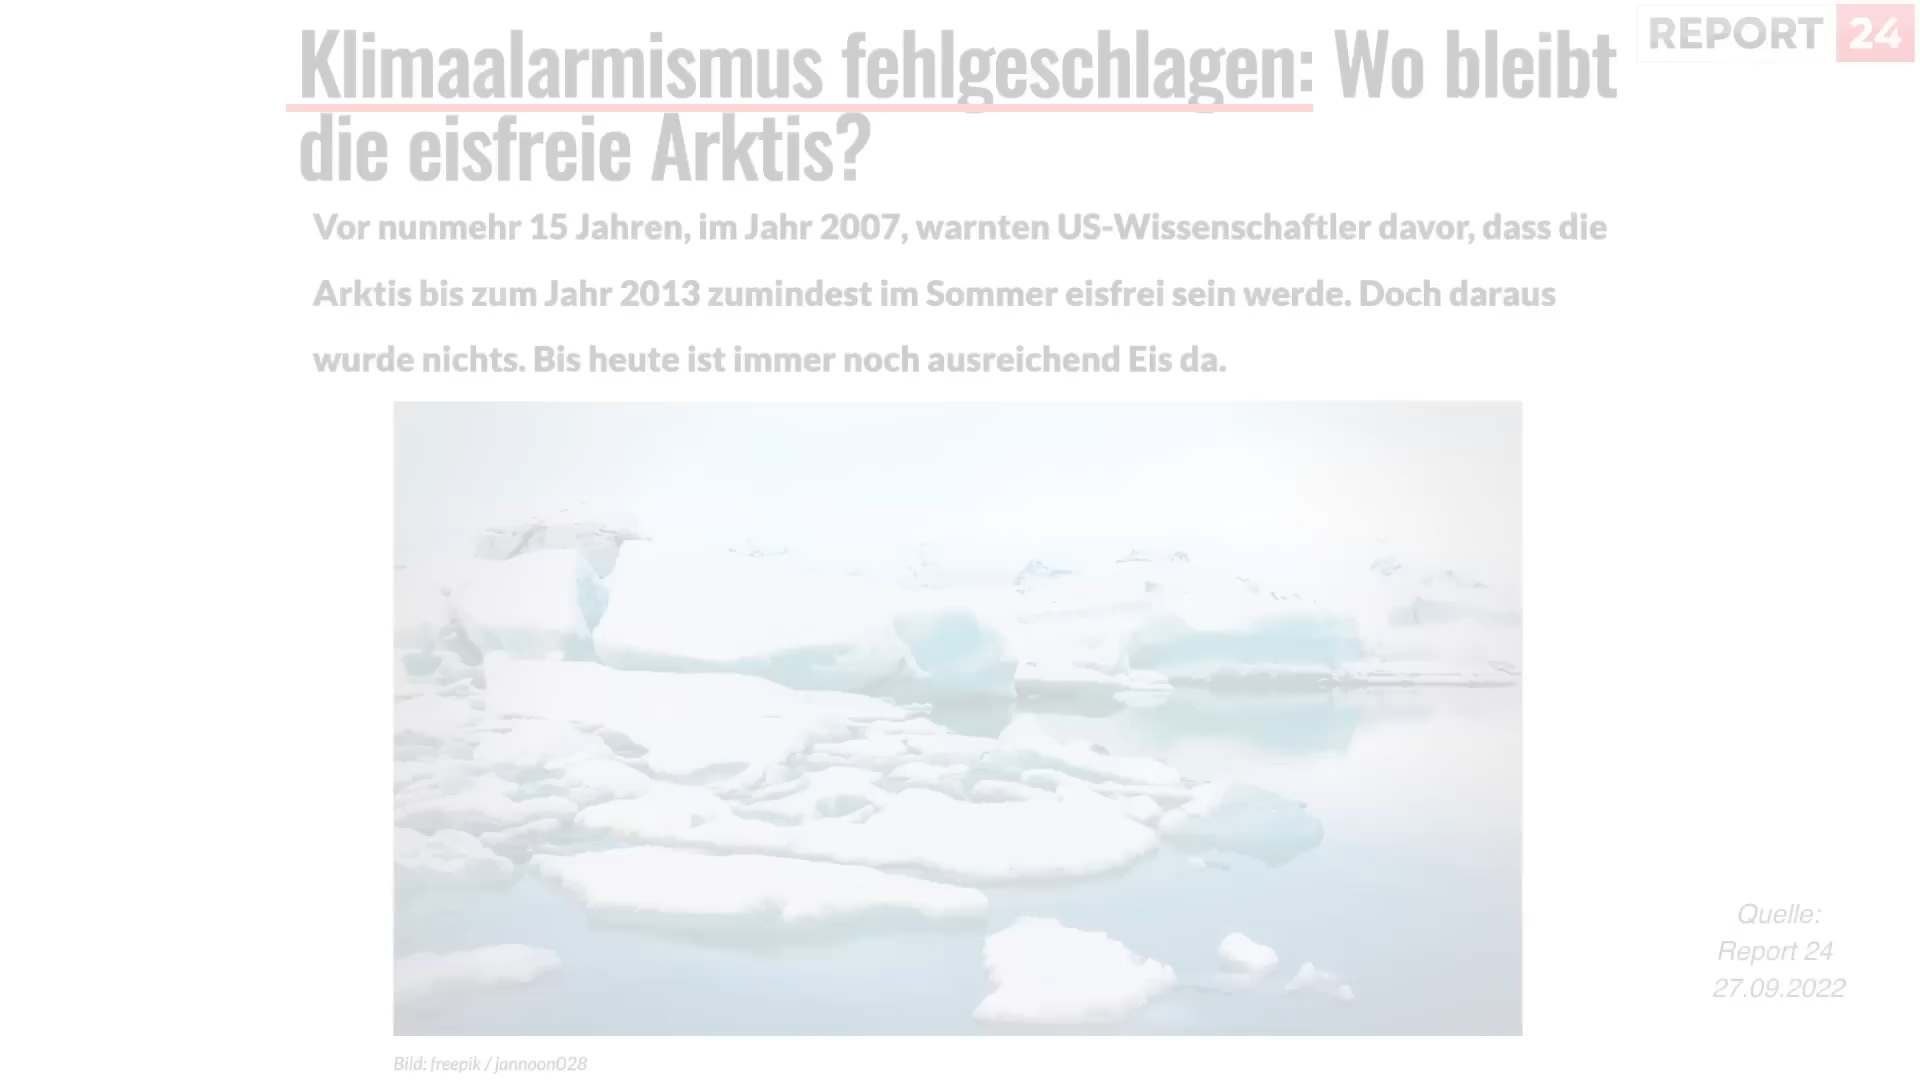 Klimaalarmismus fehlgeschlagen: Wo bleibt
die eisfreie Arktis?
REPORT 24
Vor nunmehr 15 Jahren, im Jahr 2007, warnten US-Wissenschaftler davor, dass die
Arktis bis zum Jahr 2013 zumindest im Sommer eisfrei sein werde. Doch daraus
wurde nichts. Bis heute ist immer noch ausreichend Eis da.
Quelle:
Report 24
27.09.2022
Bild: freepik / jannoon028